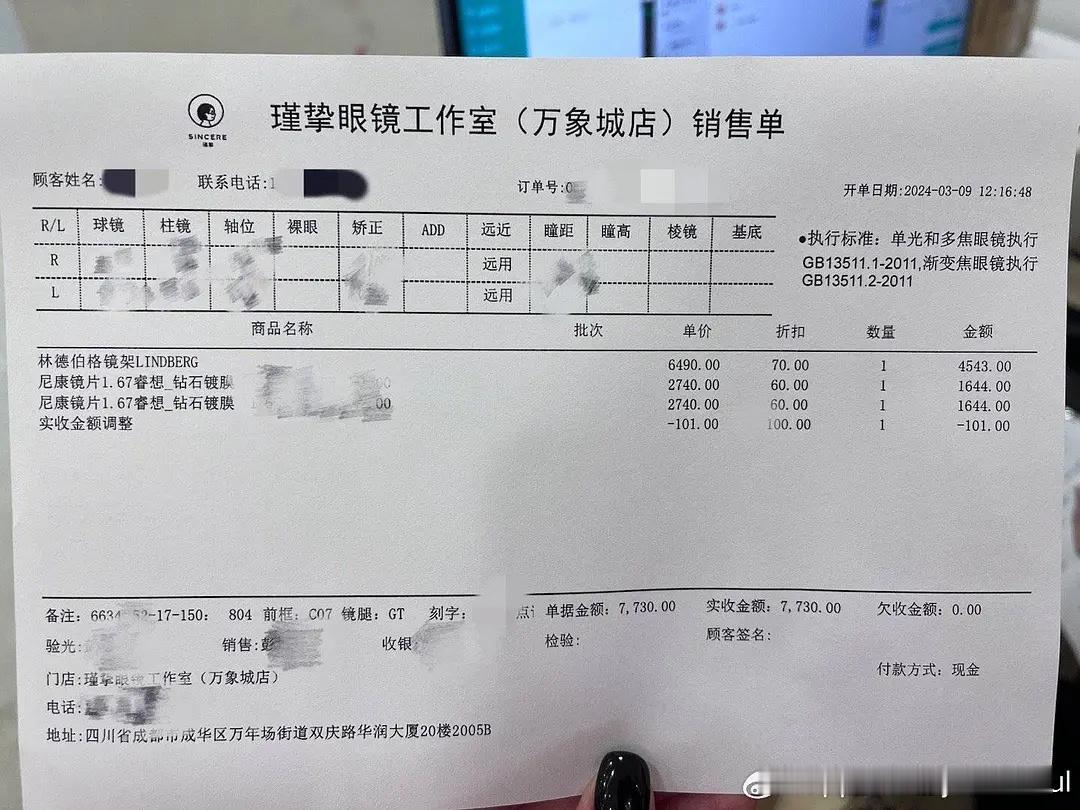 SINCERE
瑾挚眼镜工作室（万象城店）销售单
顾客姓名: 联系电话:1 订单号:0 开单日期:2024-03-09 12:16:48
R/L 球镜 柱镜 轴位 裸眼 矫正 ADD 远近 瞳距 瞳高 棱镜 基底
R 远用
L 远用
●执行标准：单光和多焦眼镜执行
GB13511.1-2011,渐变焦眼镜执行
GB13511.2-2011
商品名称 批次 单价 折扣 数量 金额
林德伯格镜架LINDBERG 6490.00 70.00 1 4543.00
尼康镜片1.67睿想_钻石镀膜 00 2740.00 60.00 1 1644.00
尼康镜片1.67睿想_钻石镀膜 00 2740.00 60.00 1 1644.00
实收金额调整 -101.00 100.00 1 -101.00
备注: 663 52-17-150: 804 前框: C07 镜腿: GT 刻字: 单据金额: 7,730.00 实收金额: 7,730.00 欠收金额: 0.00
验光: 销售:彭 收银 检验: 顾客签名:
门店:瑾挚眼镜工作室（万象城店） 付款方式: 现金
电话:
地址:四川省成都市成华区万年场街道双庆路华润大厦20楼2005B